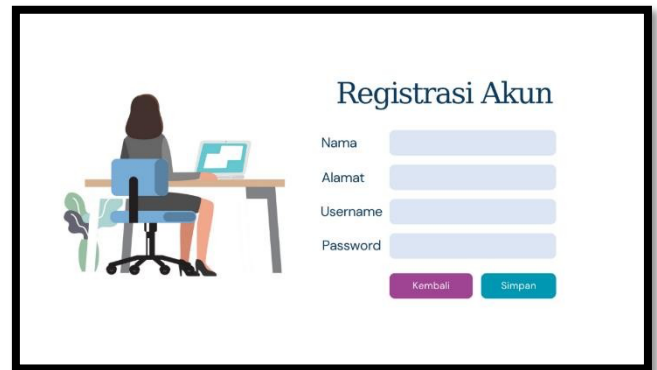 Registrasi Akun
Nama
Alamat
Username
Password
Kembali Simpan